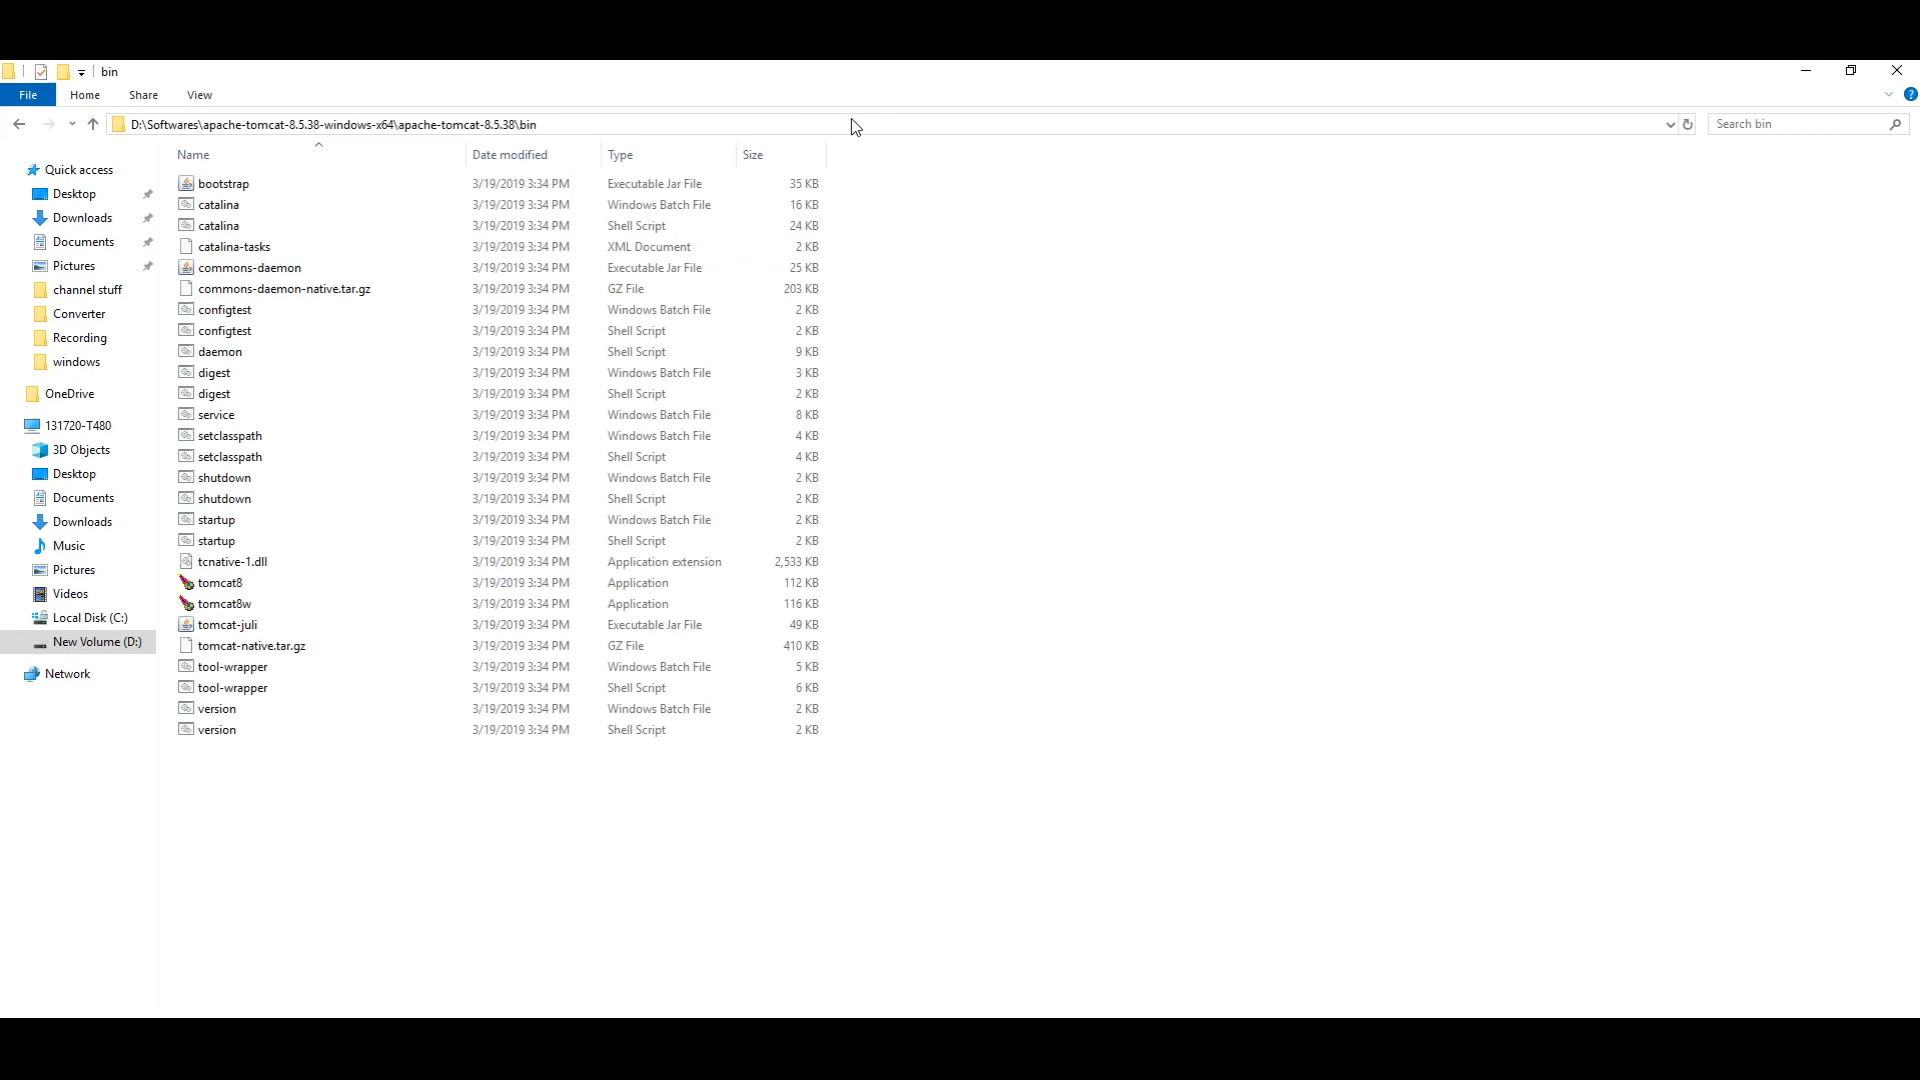 bin
File Home Share View
D:\Softwares\apache-tomcat-8.5.38-windows-x64\apache-tomcat-8.5.38\bin
Search bin
Name Date modified Type Size
Quick access
Desktop
Downloads
Documents
Pictures
channel stuff
Converter
Recording
windows
OneDrive
131720-T480
3D Objects
Desktop
Documents
Downloads
Music
Pictures
Videos
Local Disk (C:)
New Volume (D:)
Network
bootstrap 3/19/2019 3:34 PM Executable Jar File 35 KB
catalina 3/19/2019 3:34 PM Windows Batch File 16 KB
catalina 3/19/2019 3:34 PM Shell Script 24 KB
catalina-tasks 3/19/2019 3:34 PM XML Document 2 KB
commons-daemon 3/19/2019 3:34 PM Executable Jar File 25 KB
commons-daemon-native.tar.gz 3/19/2019 3:34 PM GZ File 203 KB
configtest 3/19/2019 3:34 PM Windows Batch File 2 KB
configtest 3/19/2019 3:34 PM Shell Script 2 KB
daemon 3/19/2019 3:34 PM Shell Script 9 KB
digest 3/19/2019 3:34 PM Windows Batch File 3 KB
digest 3/19/2019 3:34 PM Shell Script 2 KB
service 3/19/2019 3:34 PM Windows Batch File 8 KB
setclasspath 3/19/2019 3:34 PM Windows Batch File 4 KB
setclasspath 3/19/2019 3:34 PM Shell Script 4 KB
shutdown 3/19/2019 3:34 PM Windows Batch File 2 KB
shutdown 3/19/2019 3:34 PM Shell Script 2 KB
startup 3/19/2019 3:34 PM Windows Batch File 2 KB
startup 3/19/2019 3:34 PM Shell Script 2 KB
tcnative-1.dll 3/19/2019 3:34 PM Application extension 2,533 KB
tomcat8 3/19/2019 3:34 PM Application 112 KB
tomcat8w 3/19/2019 3:34 PM Application 116 KB
tomcat-juli 3/19/2019 3:34 PM Executable Jar File 49 KB
tomcat-native.tar.gz 3/19/2019 3:34 PM GZ File 410 KB
tool-wrapper 3/19/2019 3:34 PM Windows Batch File 5 KB
tool-wrapper 3/19/2019 3:34 PM Shell Script 6 KB
version 3/19/2019 3:34 PM Windows Batch File 2 KB
version 3/19/2019 3:34 PM Shell Script 2 KB